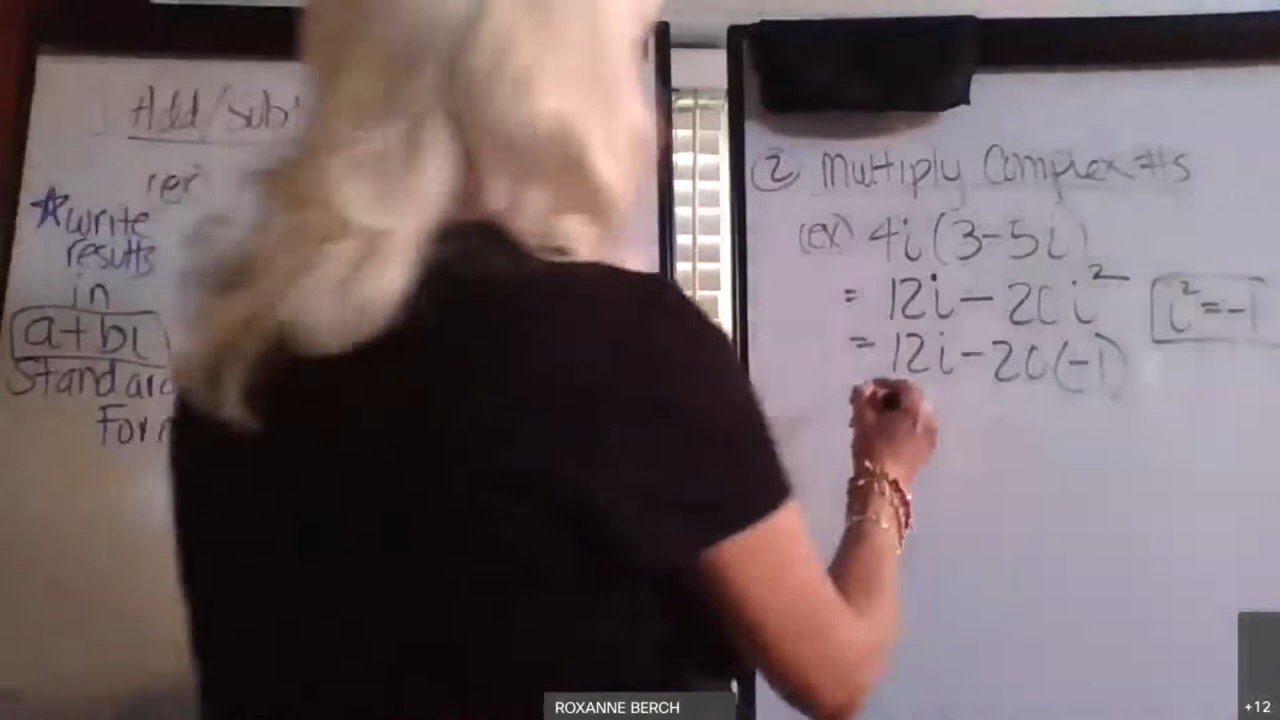 Add/Sub
★write
results
in
a+bi
Standard
Form
② Multiply Complex #s
(ex) 4i(3-5i)
= 12i - 20i²
i² = -1
= 12i - 20(-1)
ROXANNE BERCH
+12